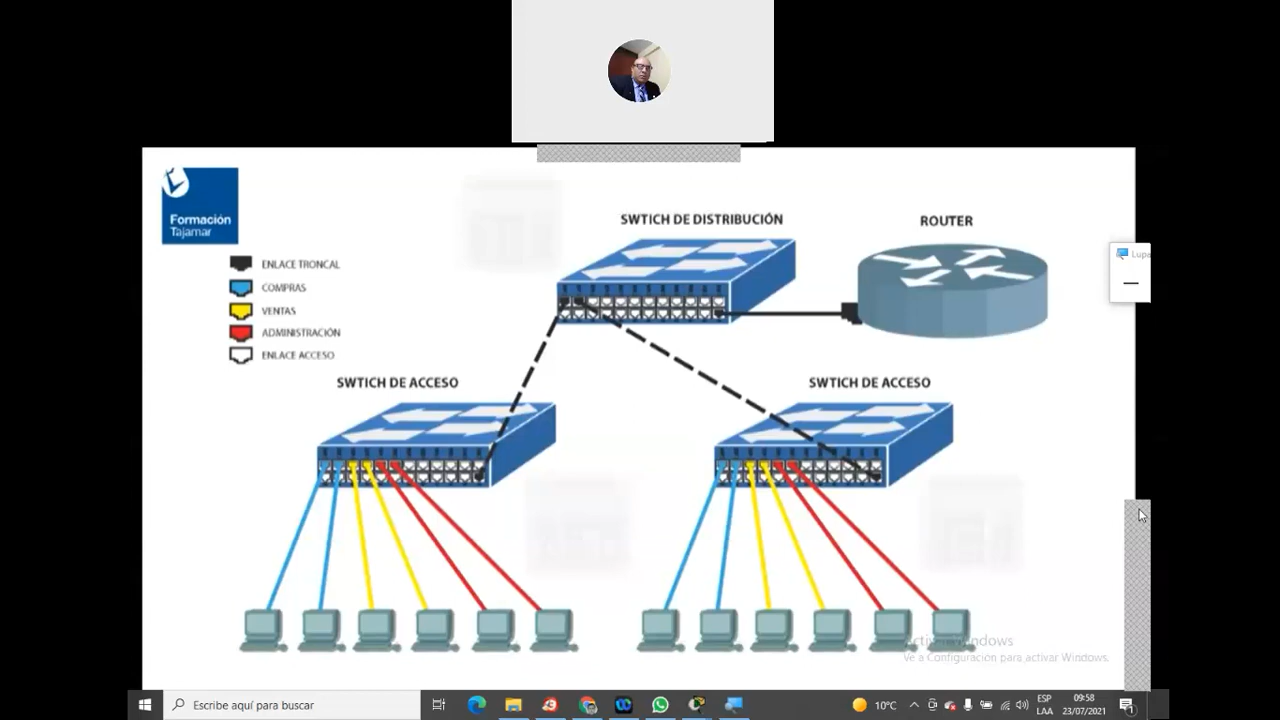 Formación
Tajamar
SWTICH DE DISTRIBUCIÓN
ROUTER
Lupa
ENLACE TRONCAL
COMPRAS
VENTAS
ADMINISTRACIÓN
ENLACE ACCESO
SWTICH DE ACCESO
SWTICH DE ACCESO
Activar Windows
Ve a Configuración para activar Windows.
Escribe aquí para buscar
10°C
ESP
LAA
09:58
23/07/2021